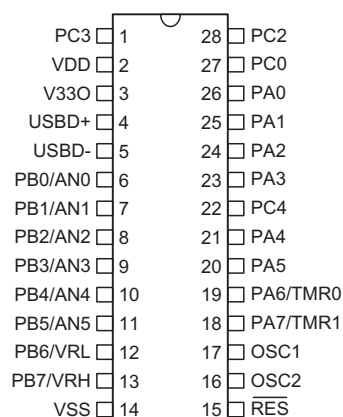 PC3 1 28 PC2
VDD 2 27 PC0
V33O 3 26 PA0
USBD+ 4 25 PA1
USBD- 5 24 PA2
PB0/AN0 6 23 PA3
PB1/AN1 7 22 PC4
PB2/AN2 8 21 PA4
PB3/AN3 9 20 PA5
PB4/AN4 10 19 PA6/TMR0
PB5/AN5 11 18 PA7/TMR1
PB6/VRL 12 17 OSC1
PB7/VRH 13 16 OSC2
VSS 14 15 R̅E̅S̅